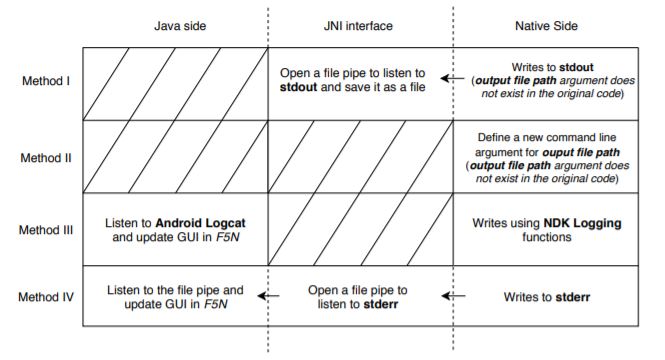 Java side
JNI interface
Native Side
Method I
Open a file pipe to listen to
stdout and save it as a file
Writes to stdout
(output file path argument does
not exist in the original code)
Method II
Define a new command line
argument for ouput file path
(output file path argument does
not exist in the original code)
Method III
Listen to Android Logcat
and update GUI in F5N
Writes using NDK Logging
functions
Method IV
Listen to the file pipe and
update GUI in F5N
Open a file pipe to
listen to stderr
Writes to stderr